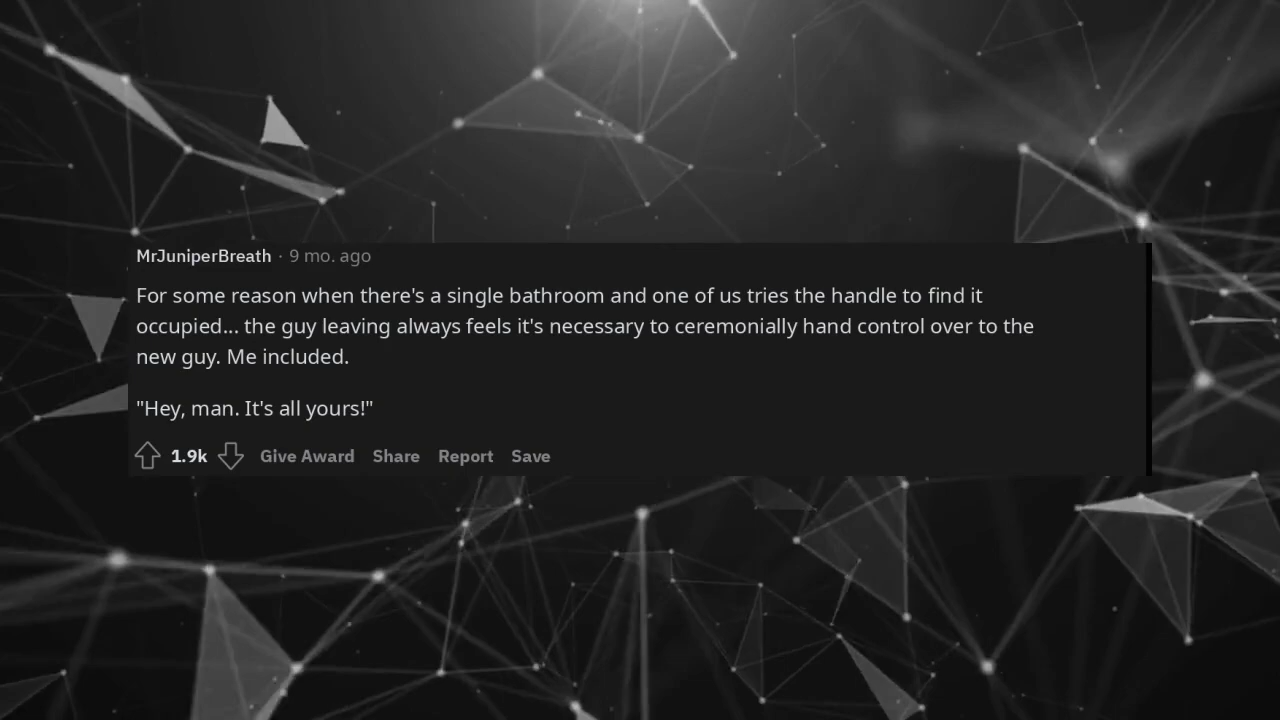 MrJuniperBreath · 9 mo. ago
For some reason when there's a single bathroom and one of us tries the handle to find it
occupied... the guy leaving always feels it's necessary to ceremonially hand control over to the
new guy. Me included.
"Hey, man. It's all yours!"
1.9k Give Award Share Report Save